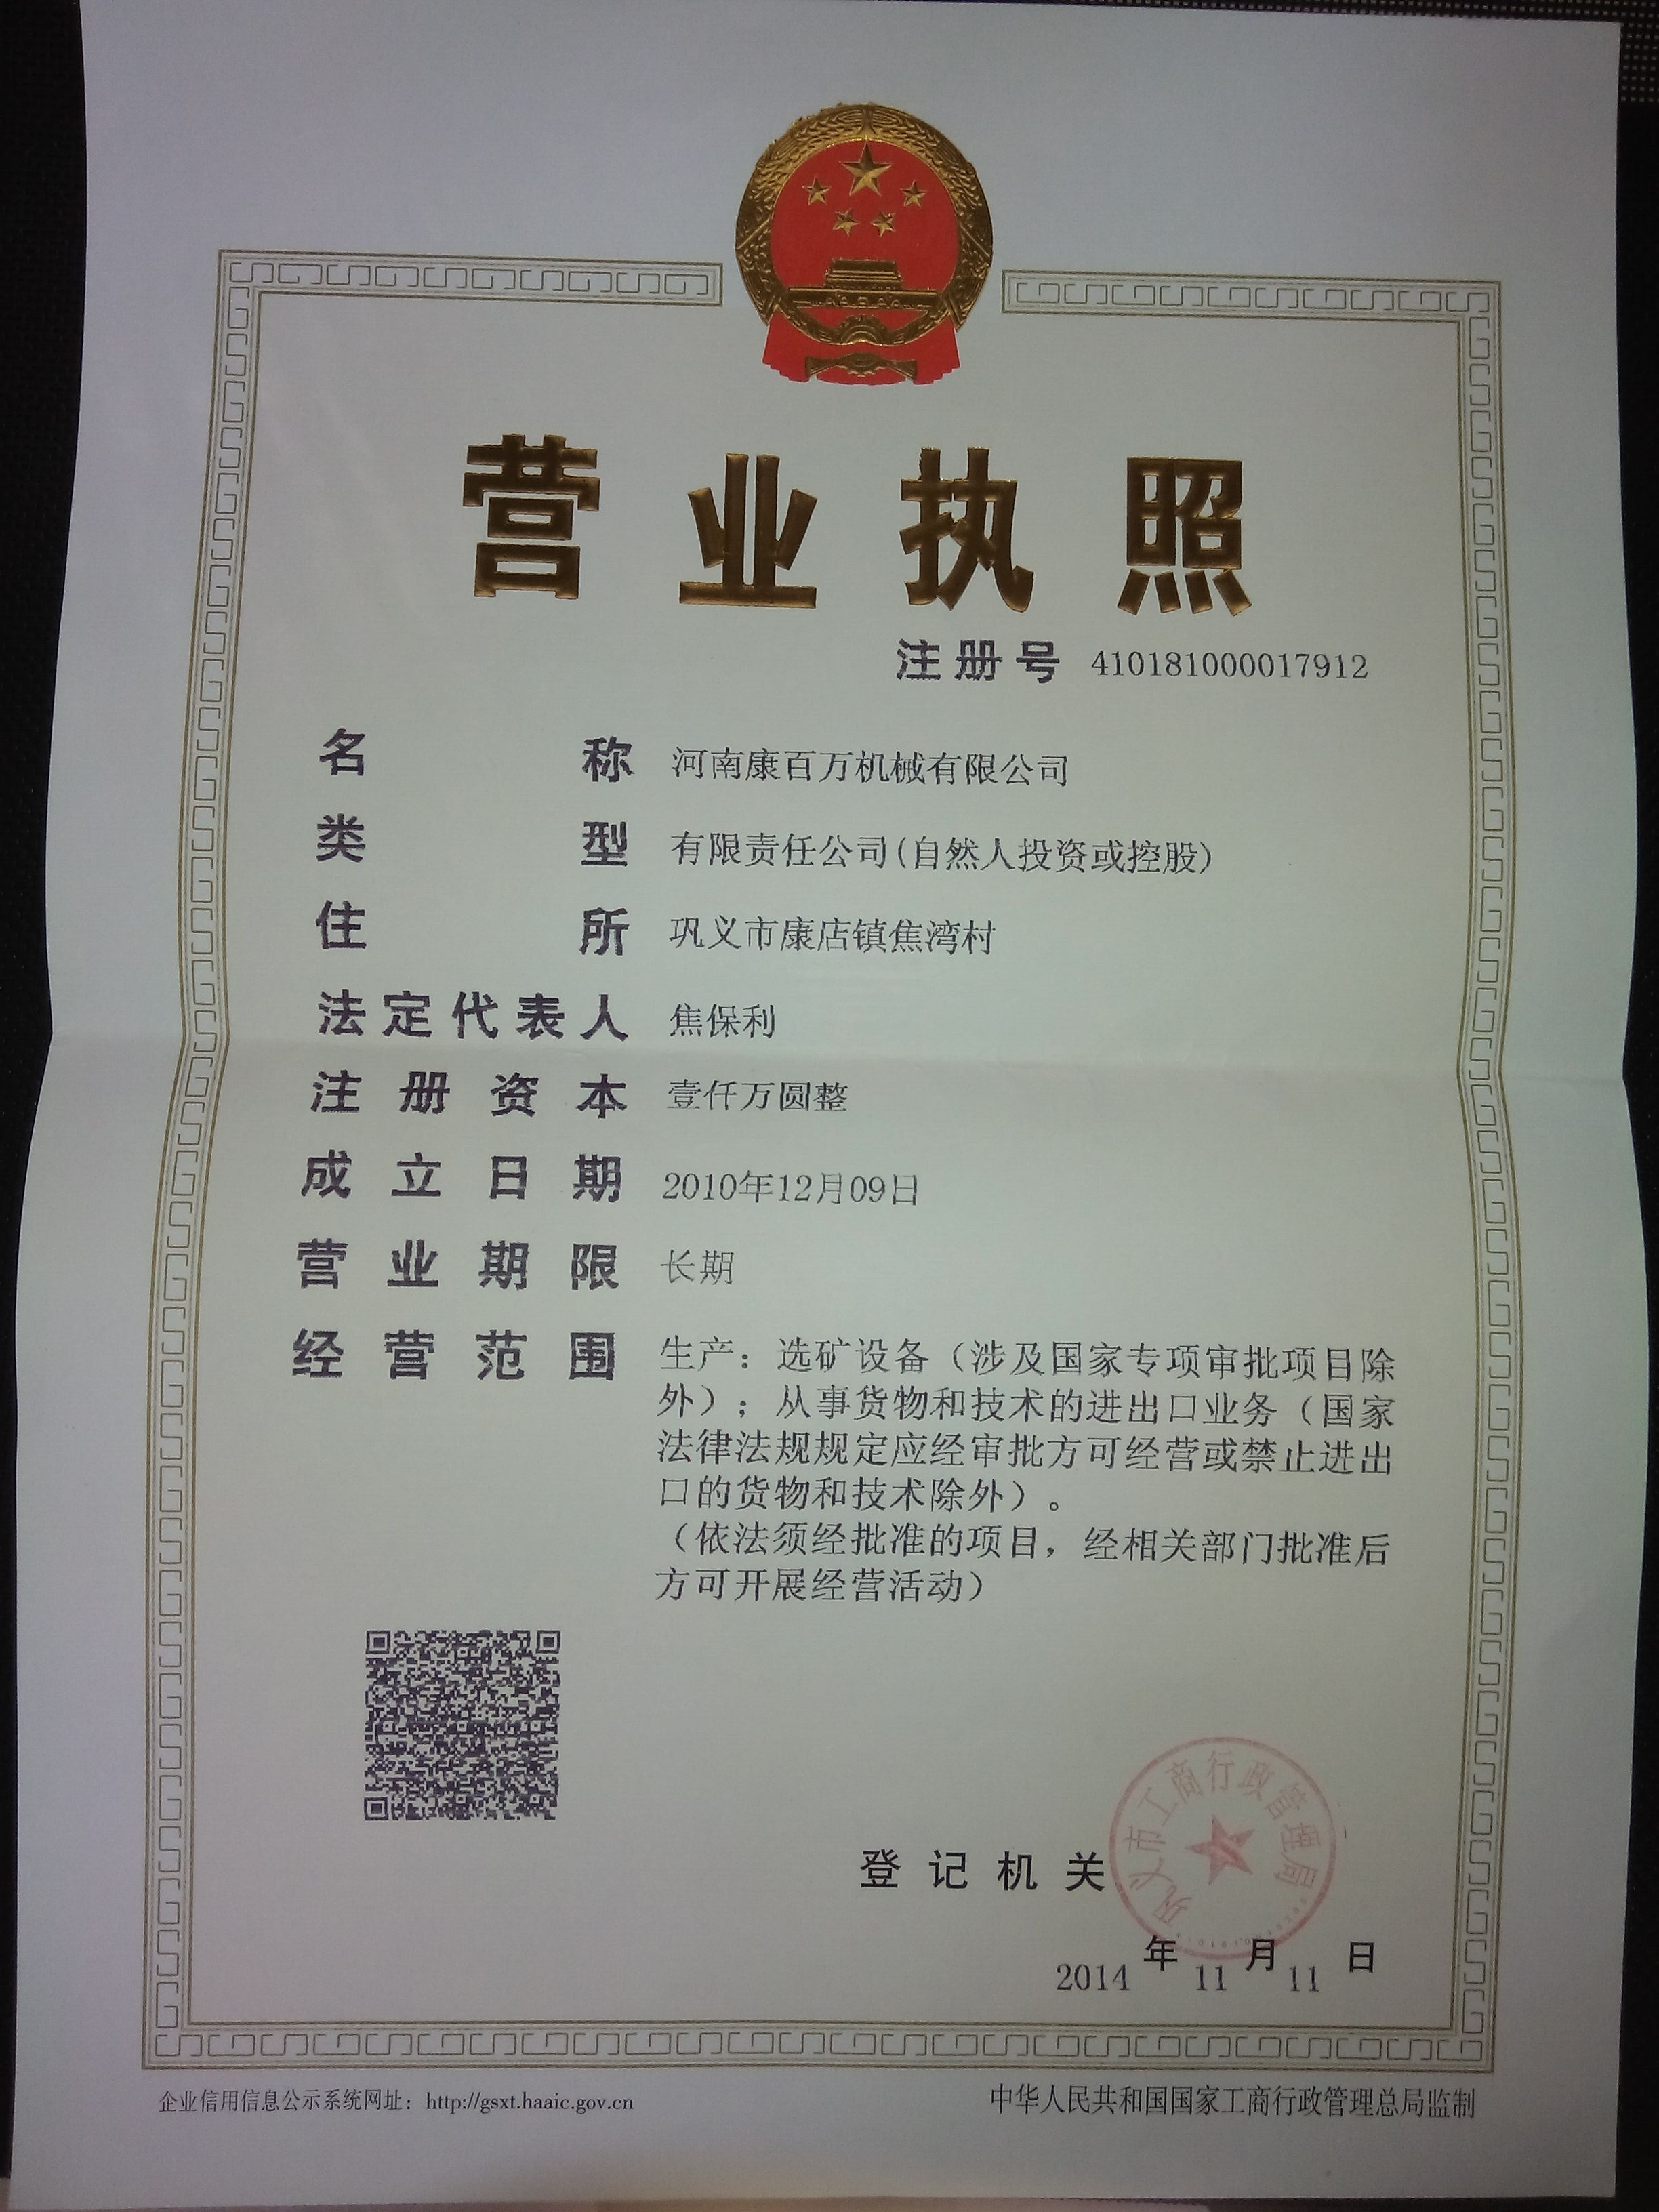 营业执照
注册号 410181000017912
名称 河南康百万机械有限公司
类型 有限责任公司(自然人投资或控股)
住所 巩义市康店镇焦湾村
法定代表人 焦保利
注册资本 壹仟万圆整
成立日期 2010年12月09日
营业期限 长期
经营范围 生产：选矿设备（涉及国家专项审批项目除
外）；从事货物和技术的进出口业务（国家
法律法规规定应经审批方可经营或禁止进出
口的货物和技术除外）。
（依法须经批准的项目，经相关部门批准后
方可开展经营活动）
巩义市工商行政管理局
登记机关
2014年11月11日
企业信用信息公示系统网址：http://gsxt.haaic.gov.cn
中华人民共和国国家工商行政管理总局监制